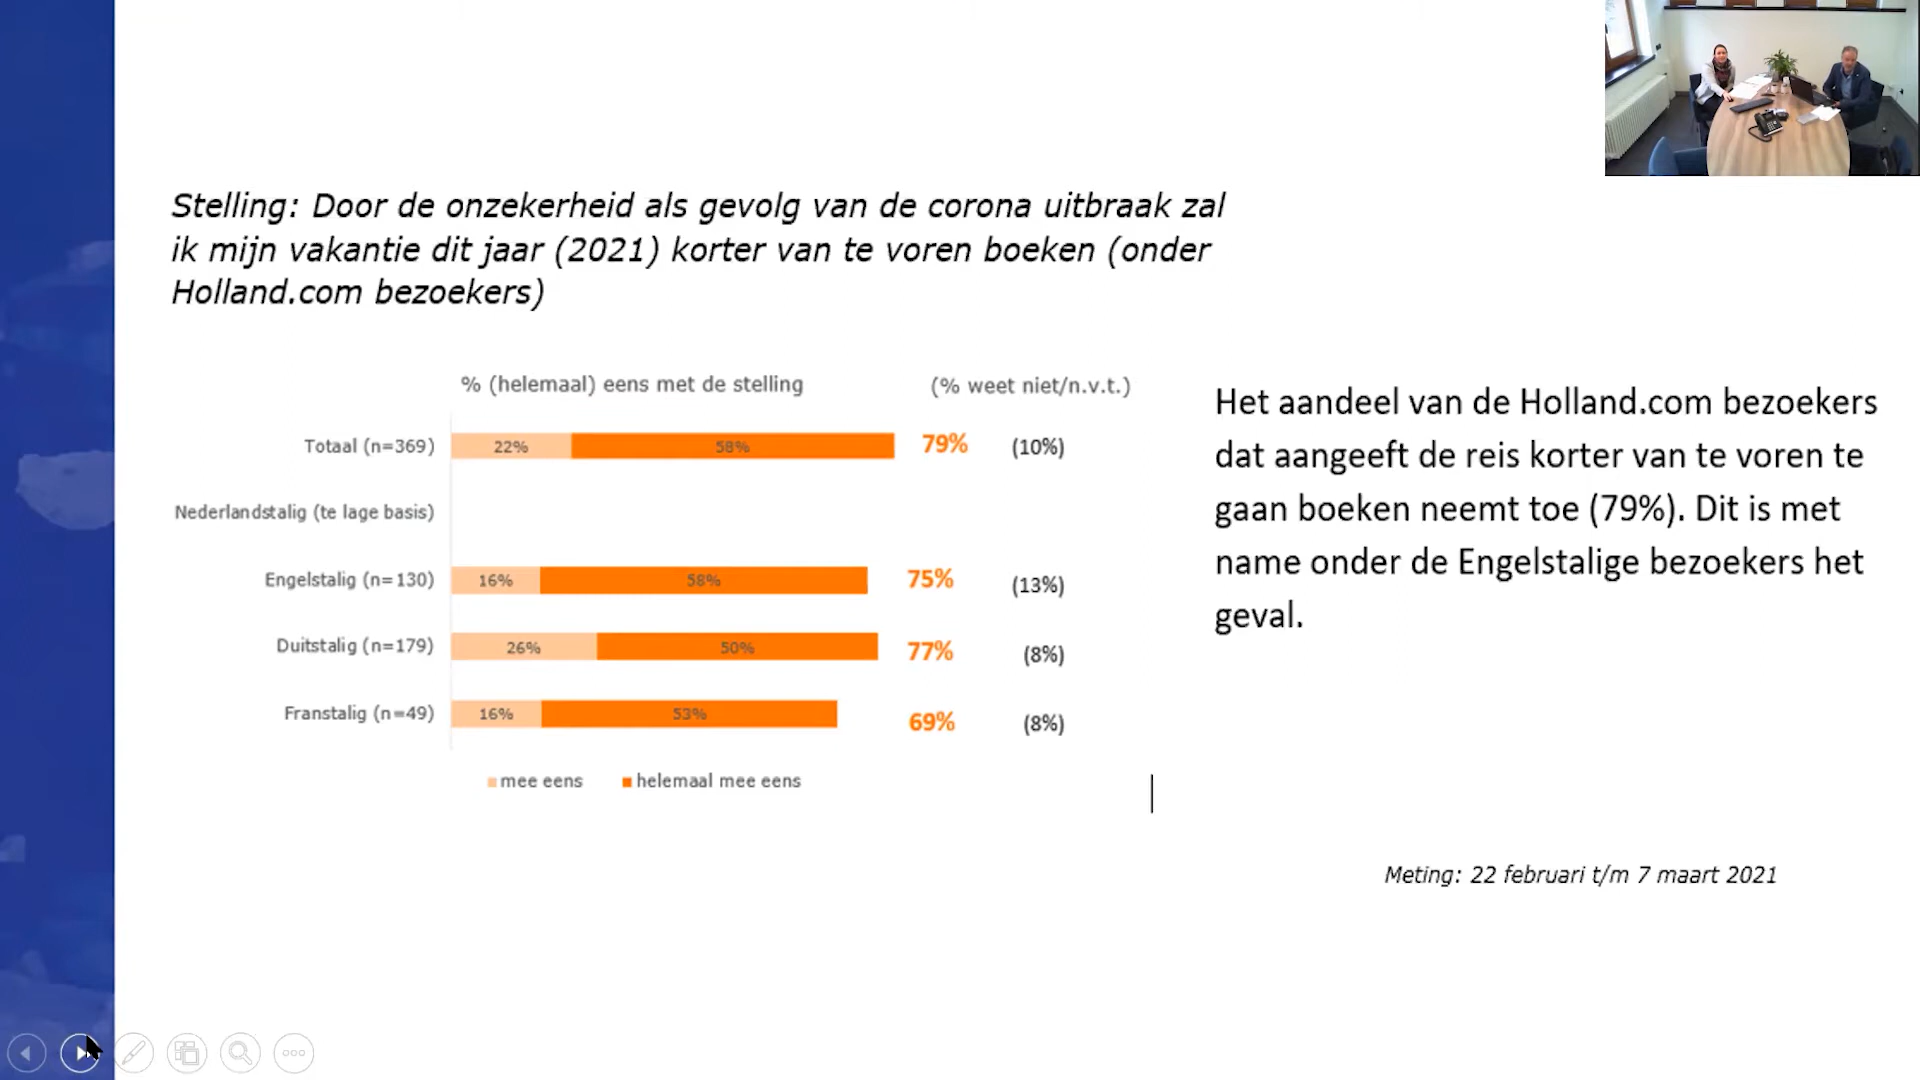 Stelling: Door de onzekerheid als gevolg van de corona uitbraak zal
ik mijn vakantie dit jaar (2021) korter van te voren boeken (onder
Holland.com bezoekers)
% (helemaal) eens met de stelling
(% weet niet/n.v.t.)
Totaal (n=369) 22% 58% 79% (10%)
Nederlandstalig (te lage basis)
Engelstalig (n=130) 16% 58% 75% (13%)
Duitstalig (n=179) 26% 50% 77% (8%)
Franstalig (n=49) 16% 53% 69% (8%)
mee eens helemaal mee eens
Het aandeel van de Holland.com bezoekers
dat aangeeft de reis korter van te voren te
gaan boeken neemt toe (79%). Dit is met
name onder de Engelstalige bezoekers het
geval.
Meting: 22 februari t/m 7 maart 2021